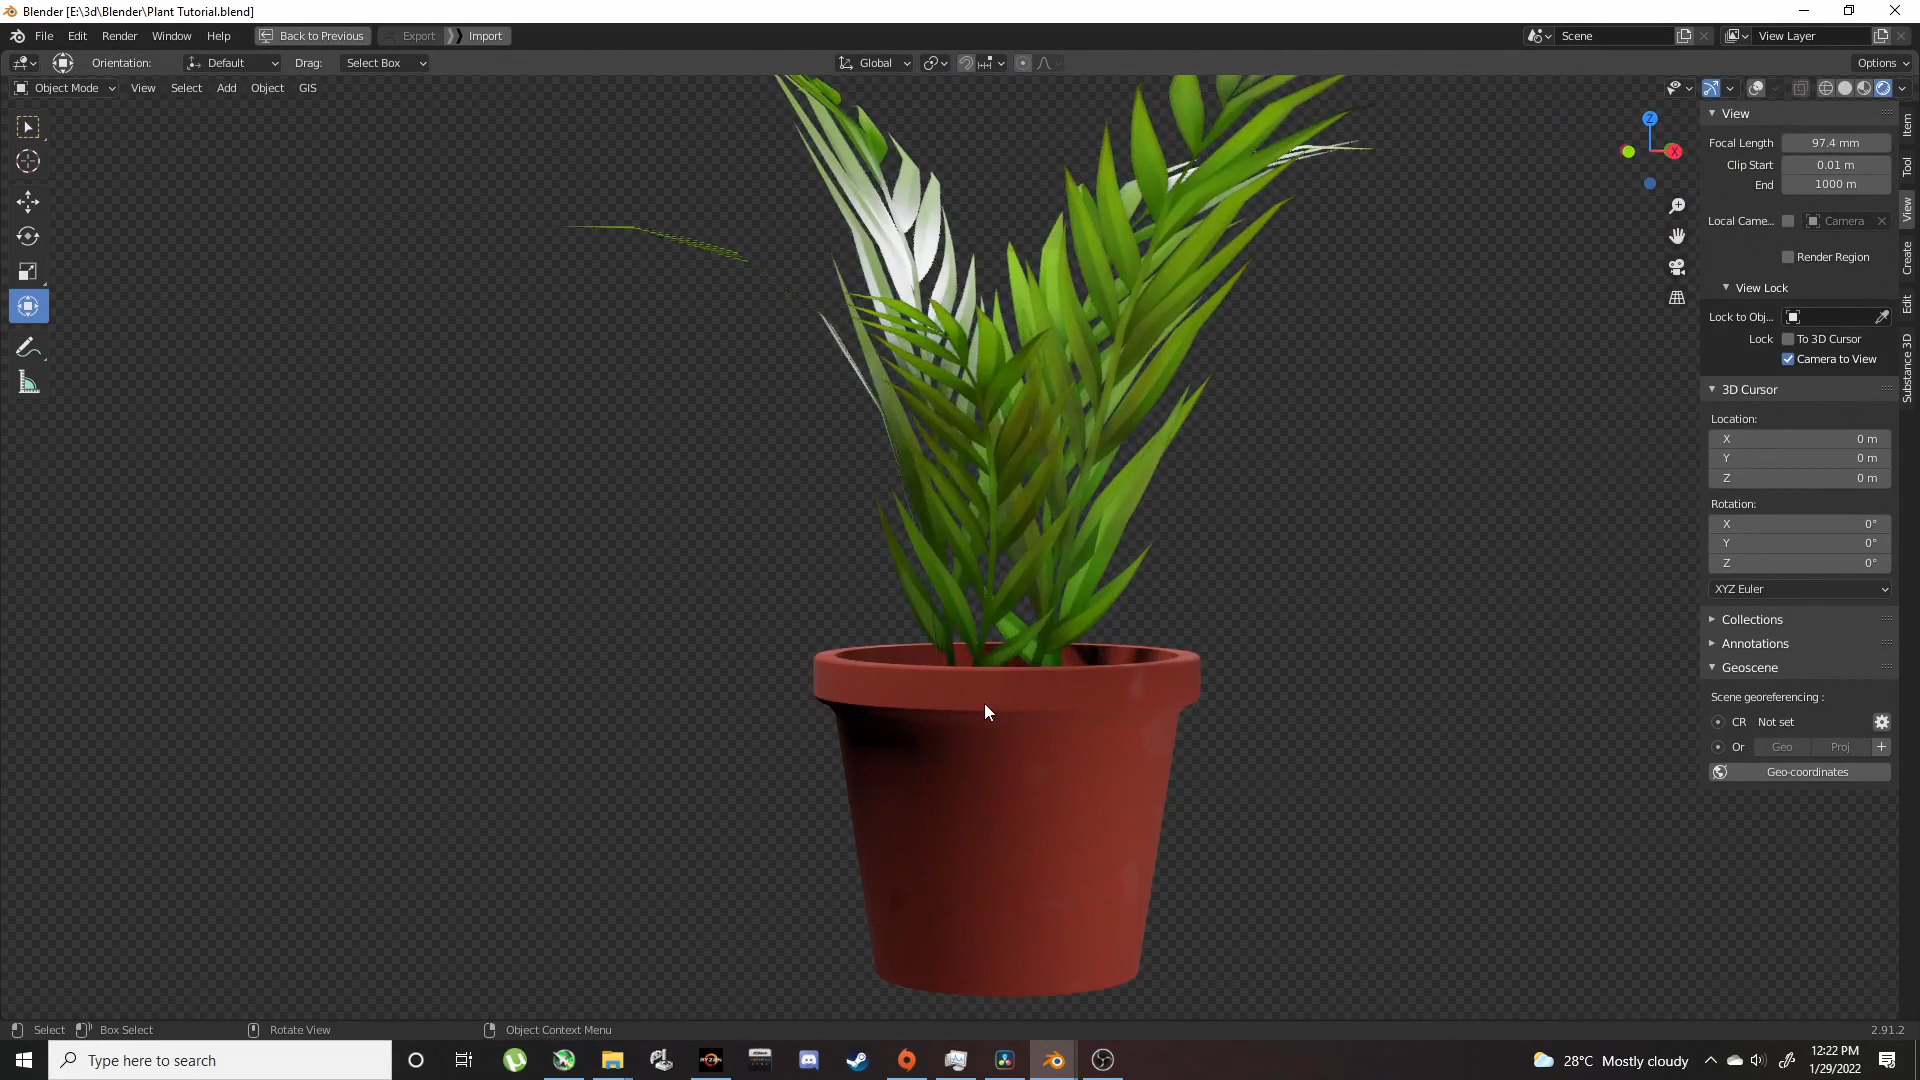 Blender [E:\3d\Blender\Plant Tutorial.blend]
File Edit Render Window Help Back to Previous Export Import Scene View Layer
Orientation: Default Drag: Select Box Global Options
Object Mode View Select Add Object GIS
View
Focal Length 97.4 mm
Clip Start 0.01 m
End 1000 m
Local Came... Camera
Render Region
View Lock
Lock to Obj...
Lock To 3D Cursor
Camera to View
3D Cursor
Location:
X 0 m
Y 0 m
Z 0 m
Rotation:
X 0°
Y 0°
Z 0°
XYZ Euler
Collections
Annotations
Geoscene
Scene georeferencing :
CR Not set
Or Geo Proj
Geo-coordinates
Z
X
Item
Tool
View
Create
Edit
Substance 3D
Select Box Select Rotate View Object Context Menu 2.91.2
Type here to search
RYZEN
28°C Mostly cloudy
12:22 PM
1/29/2022